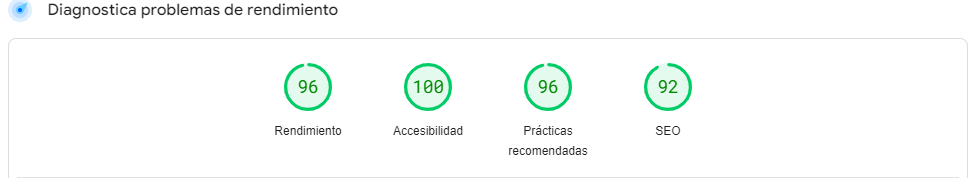 Diagnostica problemas de rendimiento
96 100 96 92
Rendimiento Accesibilidad Prácticas SEO
recomendadas